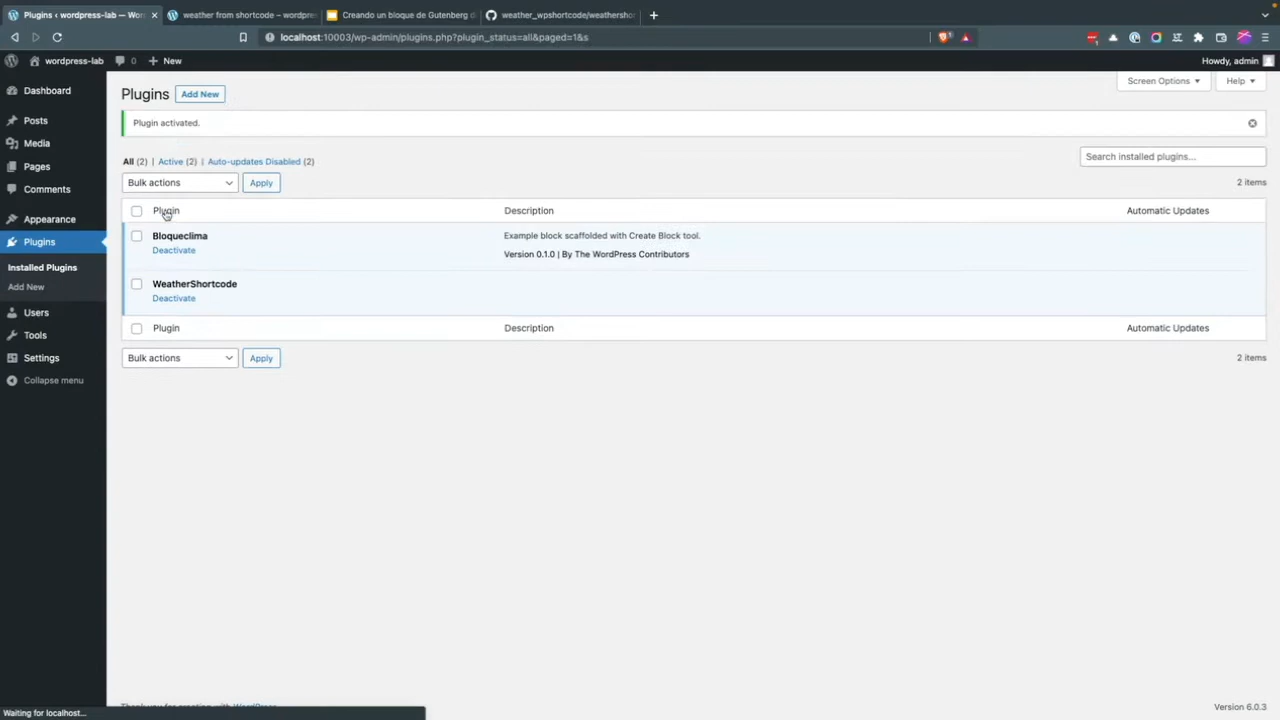 Plugins ‹ wordpress-lab — Wo
weather from shortcode – wordpres
Creando un bloque de Gutenberg d
weather_wpshortcode/weathershor
localhost:10003/wp-admin/plugins.php?plugin_status=all&paged=1&s
wordpress-lab
0
New
Howdy, admin
Dashboard
Posts
Media
Pages
Comments
Appearance
Plugins
Installed Plugins
Add New
Users
Tools
Settings
Collapse menu
Screen Options
Help
Plugins
Add New
Plugin activated.
All (2) | Active (2) | Auto-updates Disabled (2)
Search installed plugins...
Bulk actions
Apply
2 items
Plugin
Description
Automatic Updates
Bloqueclima
Deactivate
Example block scaffolded with Create Block tool.
Version 0.1.0 | By The WordPress Contributors
WeatherShortcode
Deactivate
Plugin
Description
Automatic Updates
Bulk actions
Apply
2 items
Thank you for creating with WordPress.
Version 6.0.3
Waiting for localhost...